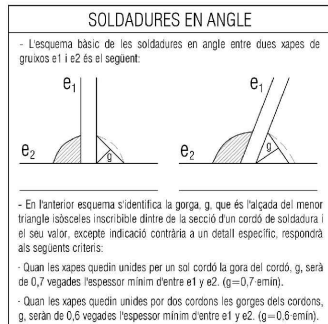 SOLDADURES EN ANGLE
- L'esquema bàsic de les soldadures en angle entre dues xapes de
gruixos e1 i e2 és el següent:
e1 e1
e2 g e2 g
- En l'anterior esquema s'identifica la gorga, g, que és l'alçada del menor
triangle isòsceles inscribible dintre de la secció d'un cordó de soldadura i
el seu valor, excepte indicació contrària a un detall específic, respondrà
als següents criteris:
- Quan les xapes quedin unides per un sol cordó la gora del cordó, g, serà
de 0,7 vegades l'espessor mínim d'entre e1 y e2. (g=0,7·emín).
- Quan les xapes quedin unides por dos cordons les gorges dels cordons,
g, seràn de 0,6 vegades l'espessor mínim d'entre e1 y e2. (g=0,6·emín).